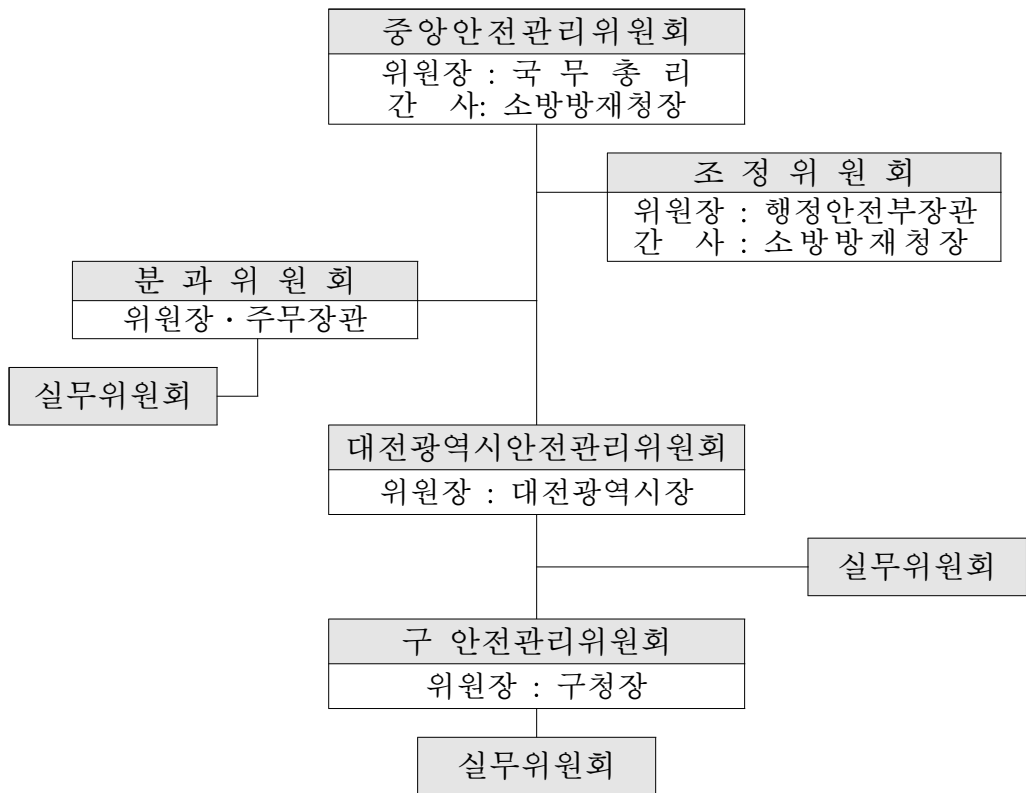 중앙안전관리위원회
위원장 : 국 무 총 리
간 사: 소방방재청장
조 정 위 원 회
위원장 : 행정안전부장관
간 사 : 소방방재청장
분 과 위 원 회
위원장·주무장관
실무위원회
대전광역시안전관리위원회
위원장 : 대전광역시장
실무위원회
구 안전관리위원회
위원장 : 구청장
실무위원회